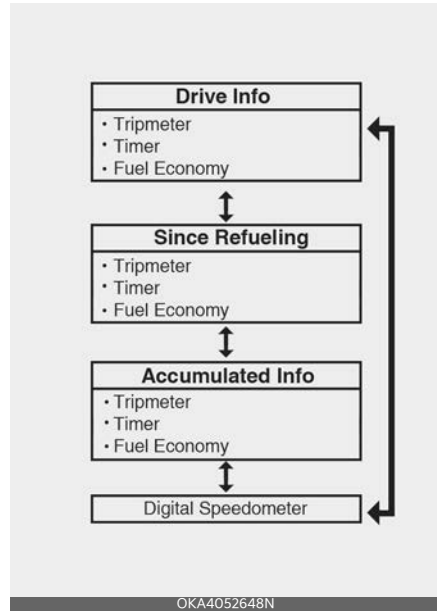 Drive Info
• Tripmeter
• Timer
• Fuel Economy
Since Refueling
• Tripmeter
• Timer
• Fuel Economy
Accumulated Info
• Tripmeter
• Timer
• Fuel Economy
Digital Speedometer
OKA4052648N